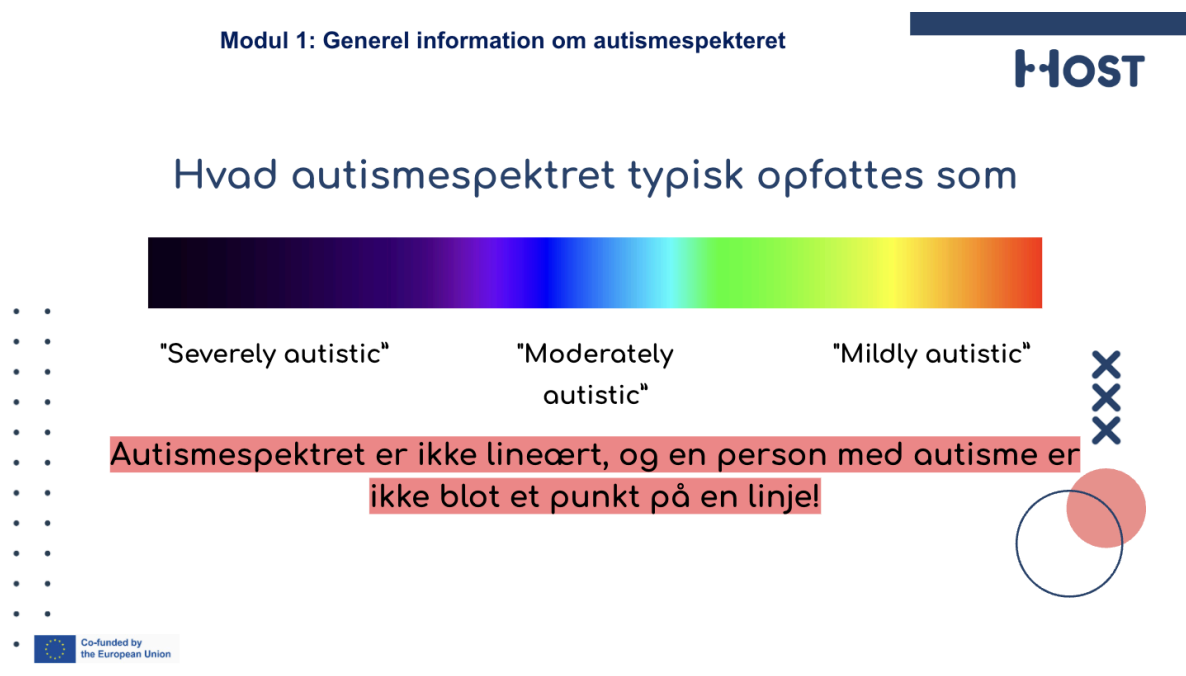 Modul 1: Generel information om autismespekteret
HOST
Hvad autismespektret typisk opfattes som
"Severely autistic”
"Moderately
autistic”
"Mildly autistic”
Autismespektret er ikke lineært, og en person med autisme er
ikke blot et punkt på en linje!
Co-funded by
the European Union